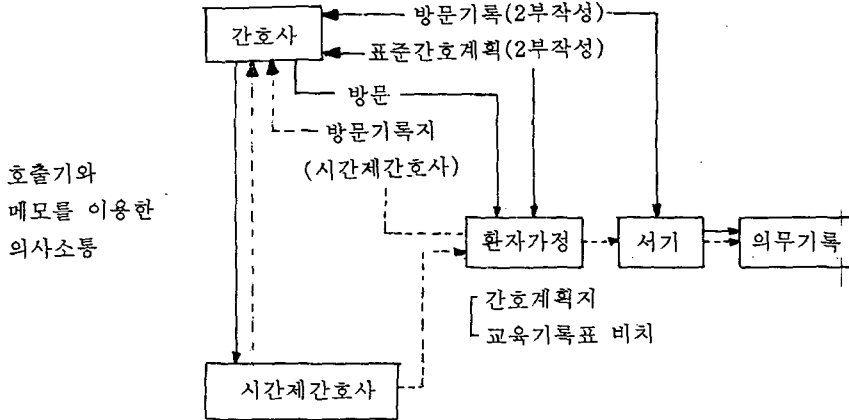 방문기록(2부작성)
간호사
표준간호계획(2부작성)
방문
방문기록지
(시간제간호사)
호출기와
메모를 이용한
의사소통
환자가정
서기
의무기록
간호계획지
교육기록표 비치
시간제간호사